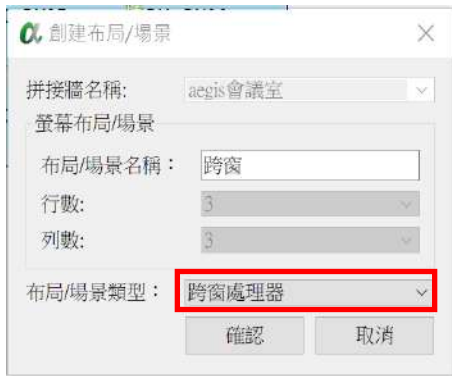 創建布局/場景
拼接牆名稱: aegis會議室
螢幕布局/場景
布局/場景名稱： 跨窗
行數: 3
列數: 3
布局/場景類型： 跨窗處理器
確認 取消